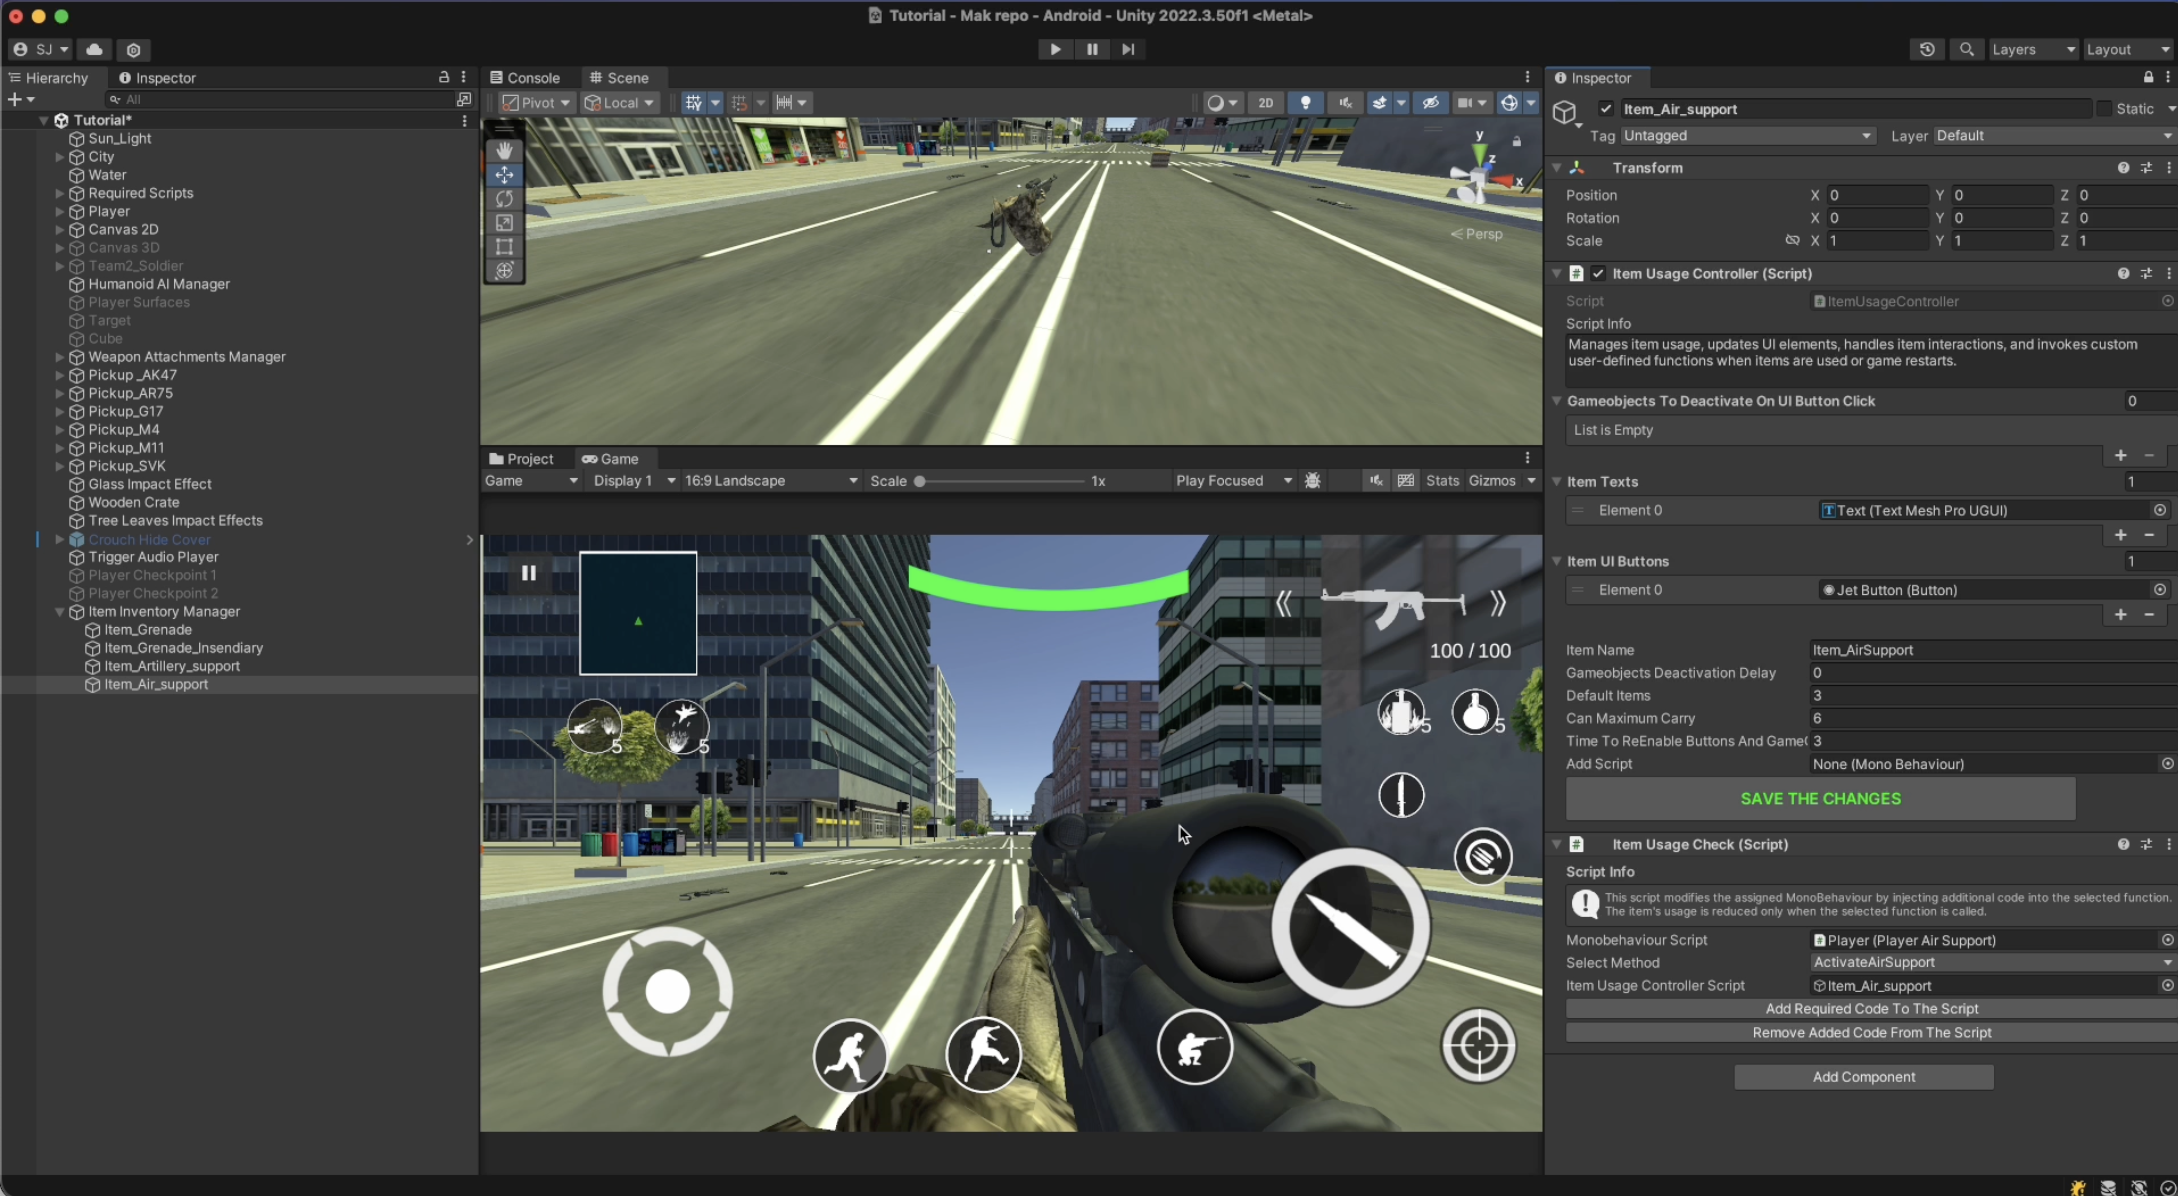 Tutorial - Mak repo - Android - Unity 2022.3.50f1 <Metal>
SJ
Layers
Layout
Hierarchy
Inspector
All
Tutorial*
Sun_Light
City
Water
Required Scripts
Player
Canvas 2D
Canvas 3D
Team2_Soldier
Humanoid AI Manager
Player Surfaces
Target
Cube
Weapon Attachments Manager
Pickup _AK47
Pickup_AR75
Pickup_G17
Pickup_M4
Pickup_M11
Pickup_SVK
Glass Impact Effect
Wooden Crate
Tree Leaves Impact Effects
Crouch Hide Cover
Trigger Audio Player
Player Checkpoint 1
Player Checkpoint 2
Item Inventory Manager
Item_Grenade
Item_Grenade_Insendiary
Item_Artillery_support
Item_Air_support
Console
Scene
Pivot
Local
2D
y
z
x
Persp
Project
Game
Game
Display 1
16:9 Landscape
Scale
1x
Play Focused
Stats
Gizmos
100 / 100
5
5
5
5
Inspector
Item_Air_support
Static
Tag Untagged
Layer Default
Transform
Position X 0 Y 0 Z 0
Rotation X 0 Y 0 Z 0
Scale X 1 Y 1 Z 1
Item Usage Controller (Script)
Script ItemUsageController
Script Info
Manages item usage, updates UI elements, handles item interactions, and invokes custom
user-defined functions when items are used or game restarts.
Gameobjects To Deactivate On UI Button Click 0
List is Empty
Item Texts 1
Element 0 Text (Text Mesh Pro UGUI)
Item UI Buttons 1
Element 0 Jet Button (Button)
Item Name Item_AirSupport
Gameobjects Deactivation Delay 0
Default Items 3
Can Maximum Carry 6
Time To ReEnable Buttons And Game 3
Add Script None (Mono Behaviour)
SAVE THE CHANGES
Item Usage Check (Script)
Script Info
This script modifies the assigned MonoBehaviour by injecting additional code into the selected function.
The item's usage is reduced only when the selected function is called.
Monobehaviour Script Player (Player Air Support)
Select Method ActivateAirSupport
Item Usage Controller Script Item_Air_support
Add Required Code To The Script
Remove Added Code From The Script
Add Component